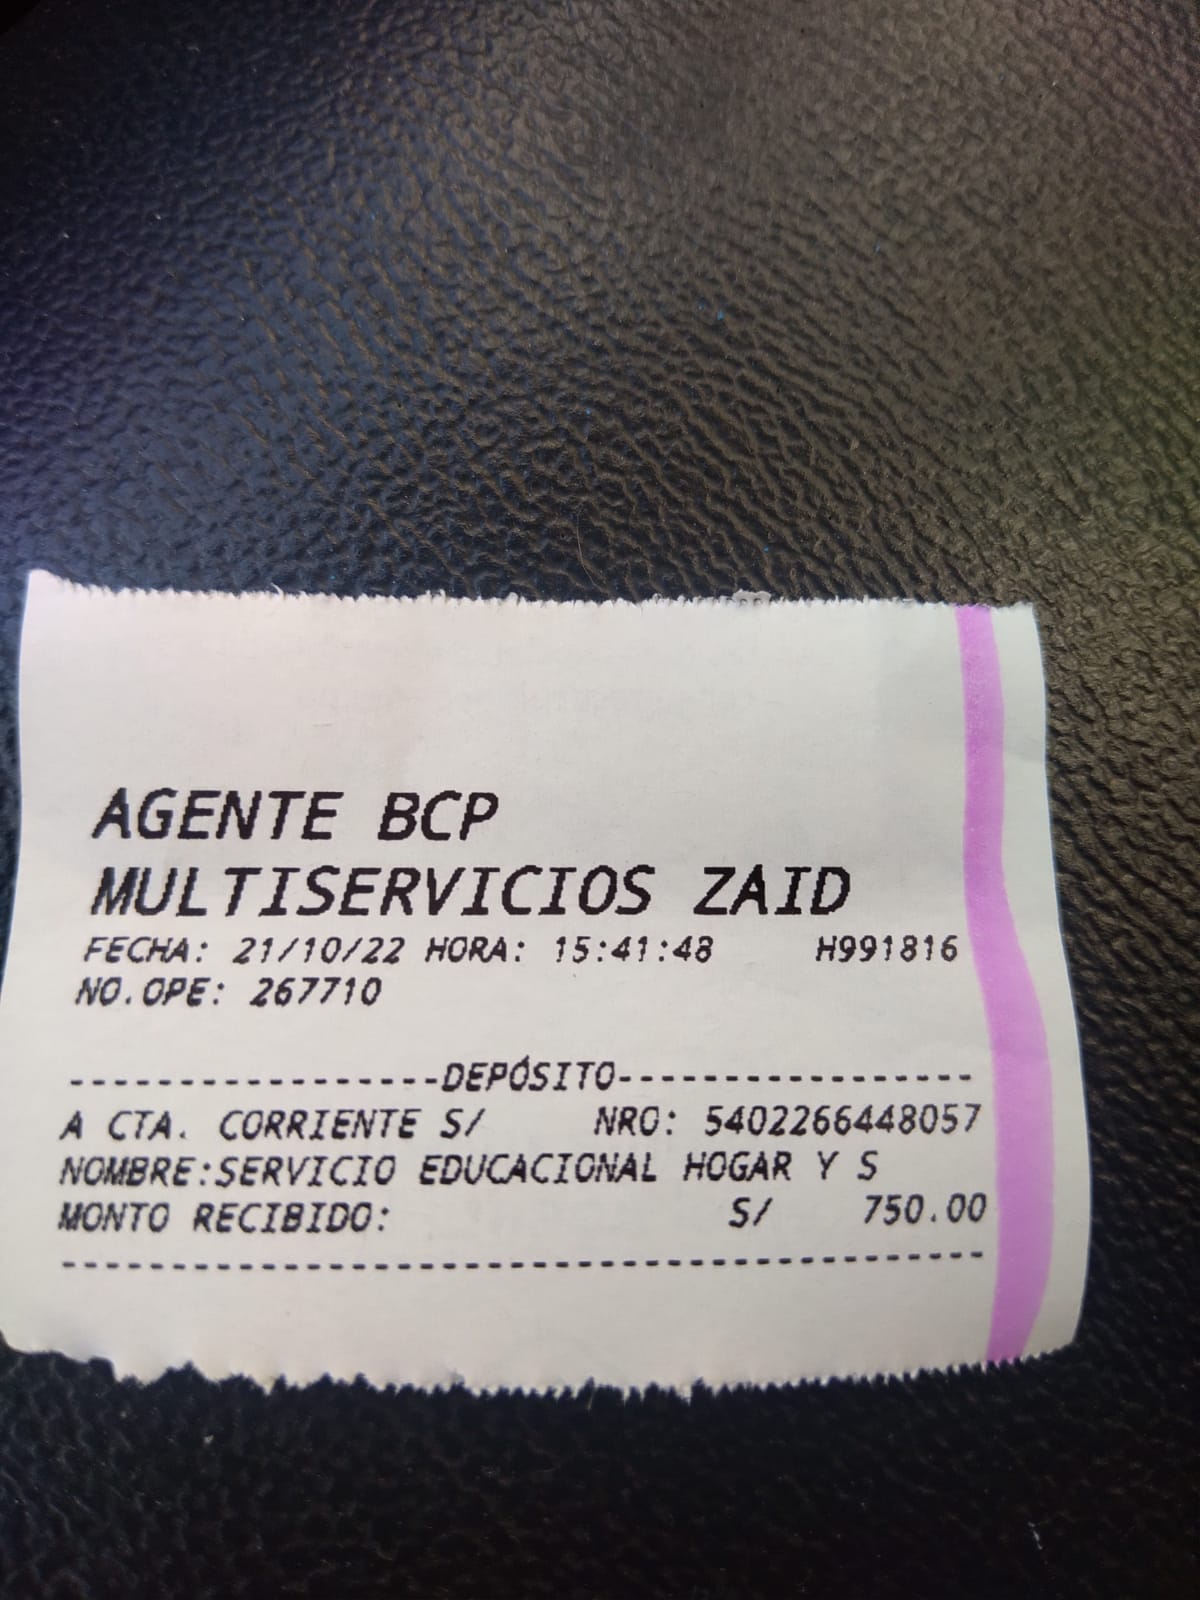 AGENTE BCP
MULTISERVICIOS ZAID
FECHA: 21/10/22 HORA: 15:41:48 H991816
NO.OPE: 267710
------------------DEPÓSITO------------------
A CTA. CORRIENTE S/ NRO: 5402266448057
NOMBRE:SERVICIO EDUCACIONAL HOGAR Y S
MONTO RECIBIDO: S/ 750.00
--------------------------------------------